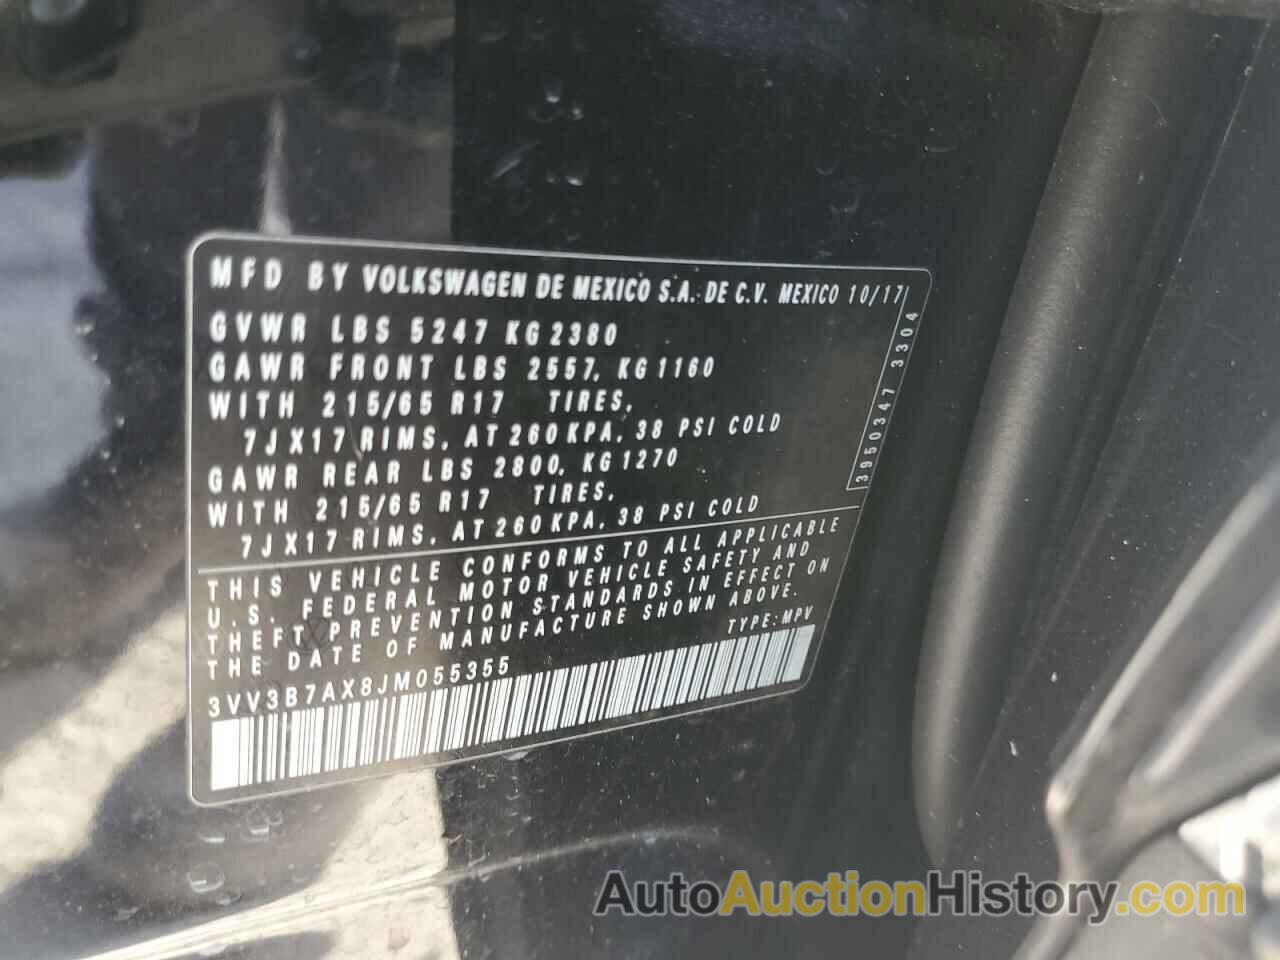 MFD BY VOLKSWAGEN DE MEXICO S.A. DE C.V. MEXICO 10/17
GVWR LBS 5247 KG 2380
GAWR FRONT LBS 2557, KG 1160
WITH 215/65 R17 TIRES,
7JX17 RIMS, AT 260 KPA, 38 PSI COLD
GAWR REAR LBS 2800, KG 1270
WITH 215/65 R17 TIRES,
7JX17 RIMS, AT 260 KPA, 38 PSI COLD
3950347 3304
THIS VEHICLE CONFORMS TO ALL APPLICABLE
U.S. FEDERAL MOTOR VEHICLE SAFETY AND
THEFT PREVENTION STANDARDS IN EFFECT ON
THE DATE OF MANUFACTURE SHOWN ABOVE.
TYPE: MPV
3VV3B7AX8JM055355
AutoAuctionHistory.com